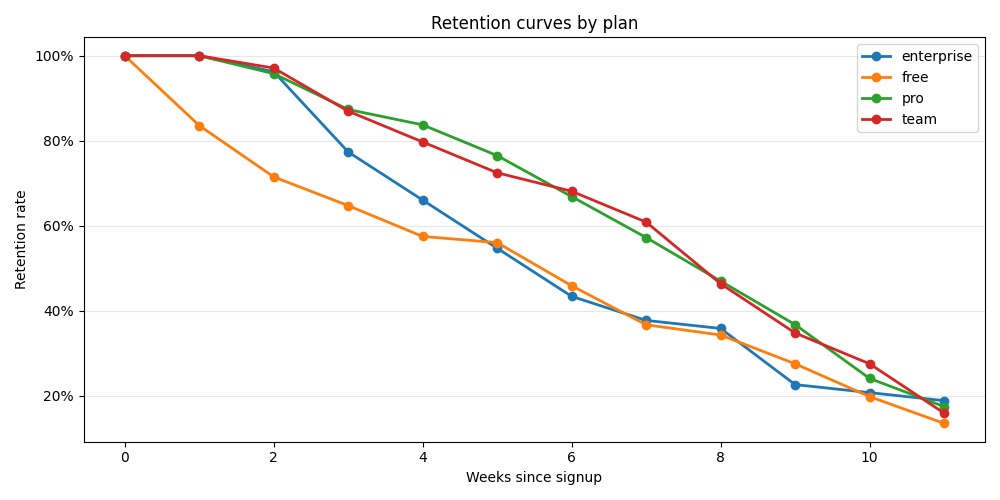 Retention curves by plan
100%
80%
60%
40%
20%
Retention rate
0 2 4 6 8 10
Weeks since signup
enterprise
free
pro
team